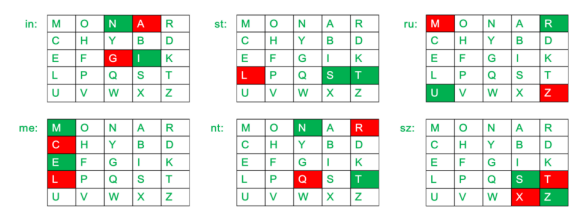 in: M O N A R
C H Y B D
E F G I K
L P Q S T
U V W X Z
st: M O N A R
C H Y B D
E F G I K
L P Q S T
U V W X Z
ru: M O N A R
C H Y B D
E F G I K
L P Q S T
U V W X Z
me: M O N A R
C H Y B D
E F G I K
L P Q S T
U V W X Z
nt: M O N A R
C H Y B D
E F G I K
L P Q S T
U V W X Z
sz: M O N A R
C H Y B D
E F G I K
L P Q S T
U V W X Z